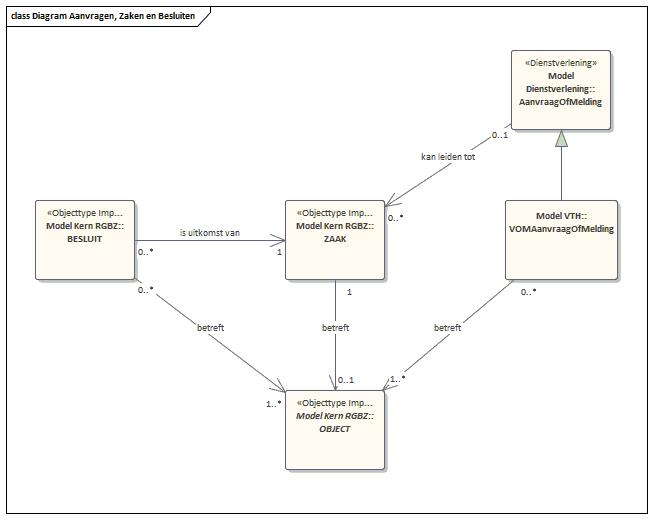 class Diagram Aanvragen, Zaken en Besluiten
«Dienstverlening»
Model
Dienstverlening::
AanvraagOfMelding
0..1
kan leiden tot
0..*
«Objecttype Imp...
Model Kern RGBZ::
BESLUIT
is uitkomst van
0..*
1
«Objecttype Imp...
Model Kern RGBZ::
ZAAK
Model VTH::
VOMAanvraagOfMelding
0..*
1
0..*
betreft
betreft
betreft
1..*
0..1
1..*
«Objecttype Imp...
Model Kern RGBZ::
OBJECT